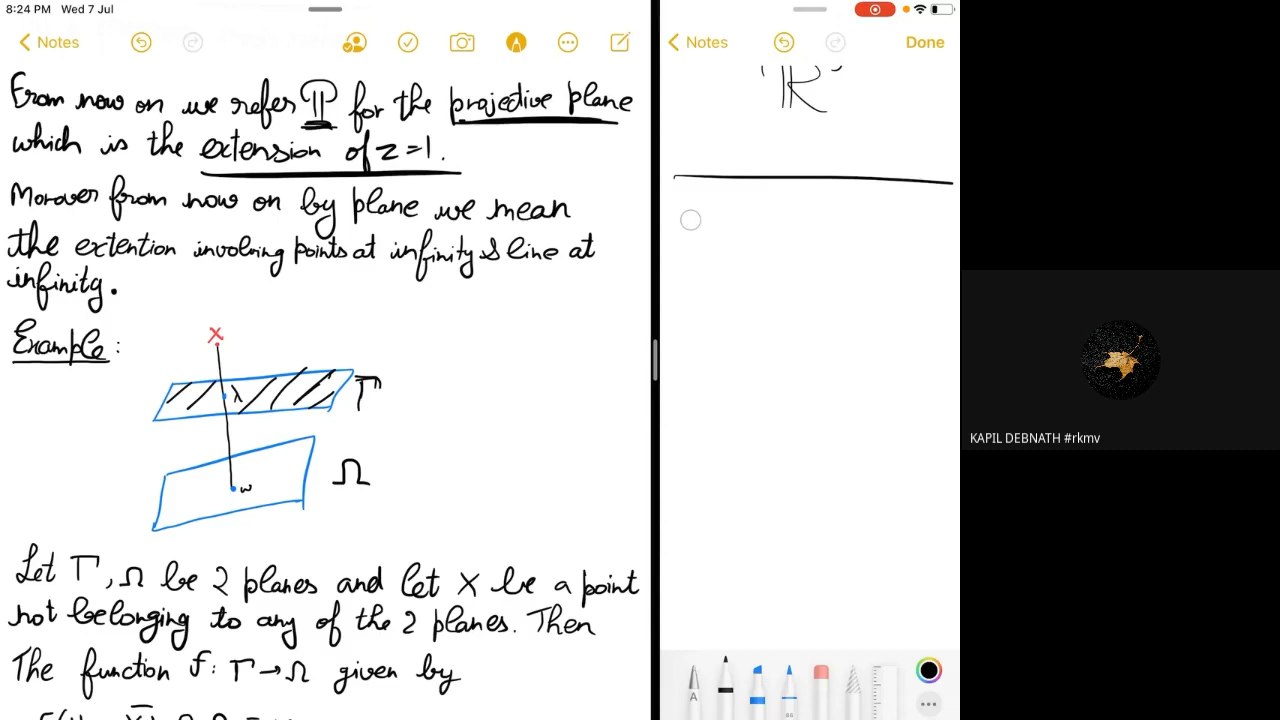 8:24 PM Wed 7 Jul
Notes
From now on we refer ℙ for the projective plane
which is the extension of z=1.
Morover from now on by plane we mean
the extention involving points at infinity & line at
infinity.
Example:
X
λ
Γ
w
Ω
Let Γ, Ω be 2 planes and let X be a point
not belonging to any of the 2 planes. Then
The function f: Γ→Ω given by
Notes
Done
ℝ
A
KAPIL DEBNATH #rkmv